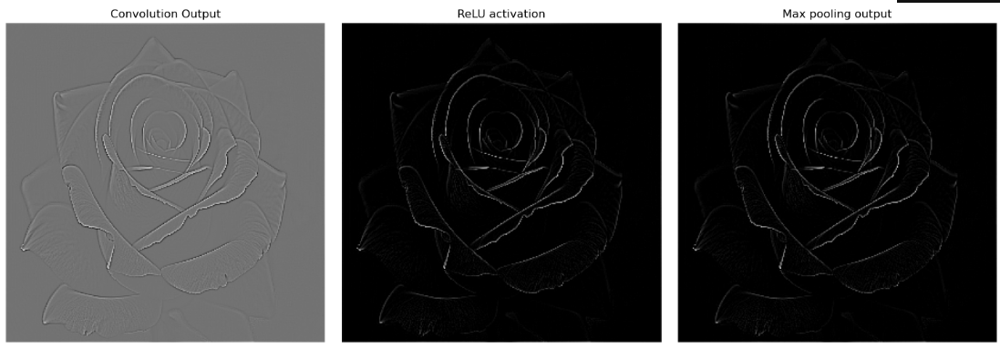 Convolution Output
ReLU activation
Max pooling output